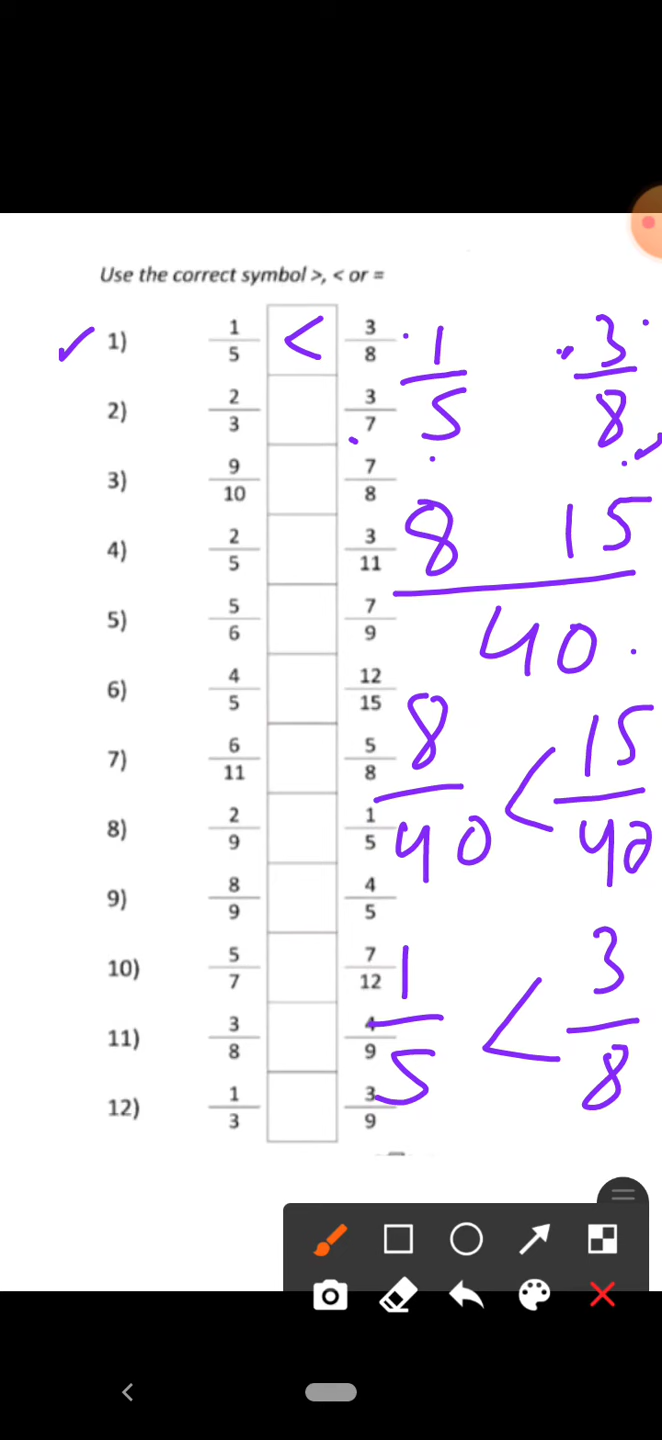 Use the correct symbol >, < or =
1) 1/5 < 3/8
2) 2/3 3/7
3) 9/10 7/8
4) 2/5 3/11
5) 5/6 7/9
6) 4/5 12/15
7) 6/11 5/8
8) 2/9 1/5
9) 8/9 4/5
10) 5/7 7/12
11) 3/8 4/9
12) 1/3 3/9
1/5 3/8
8 15
40
8/40 < 15/40
1/5 < 3/8